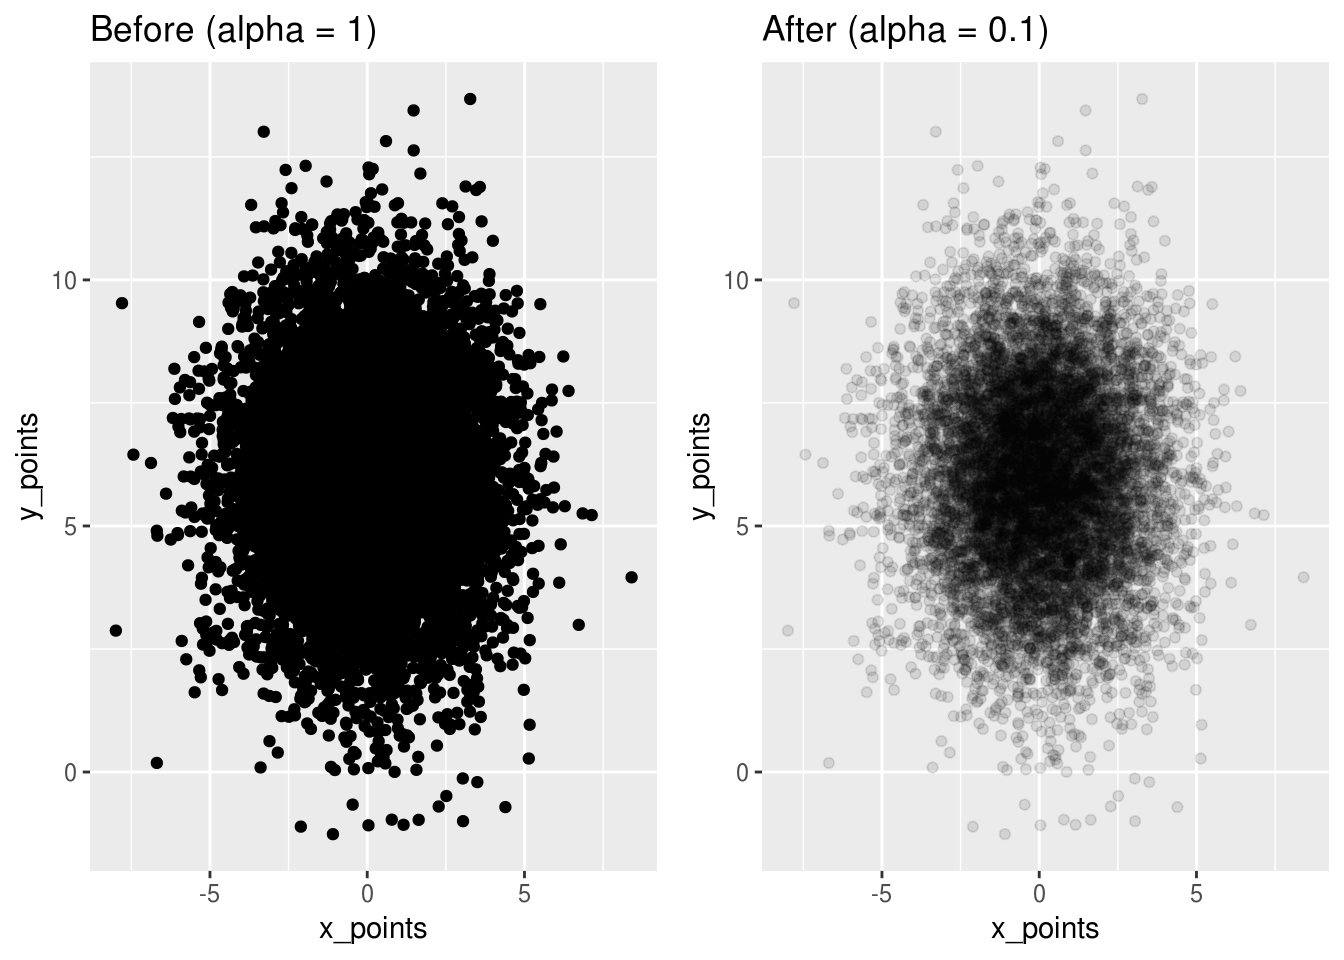 Before (alpha = 1)
y_points
10
5
0
-5 0 5
x_points
After (alpha = 0.1)
y_points
10
5
0
-5 0 5
x_points